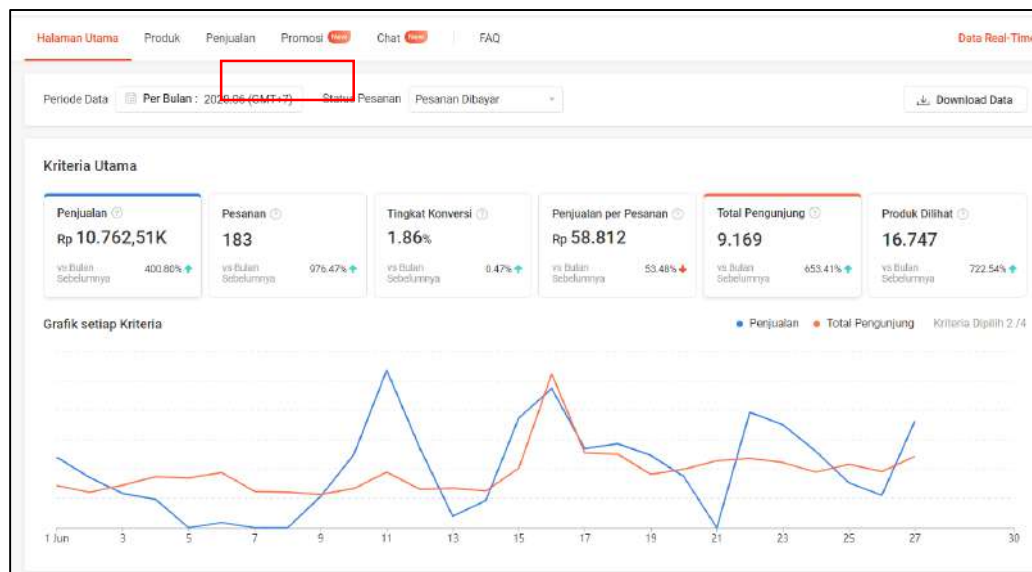 Halaman Utama Produk Penjualan Promosi New Chat New FAQ Data Real-Time
Periode Data Per Bulan : 2020.06 (GMT+7) Status Pesanan Pesanan Dibayar Download Data
Kriteria Utama
Penjualan Pesanan Tingkat Konversi Penjualan per Pesanan Total Pengunjung Produk Dilihat
Rp 10.762,51K 183 1.86% Rp 58.812 9.169 16.747
vs Bulan Sebelumnya 400.80% vs Bulan Sebelumnya 976.47% vs Bulan Sebelumnya 0.47% vs Bulan Sebelumnya 53.48% vs Bulan Sebelumnya 653.41% vs Bulan Sebelumnya 722.54%
Grafik setiap Kriteria Penjualan Total Pengunjung Kriteria Dipilih 2 /4
1 Jun 3 5 7 9 11 13 15 17 19 21 23 25 27 30